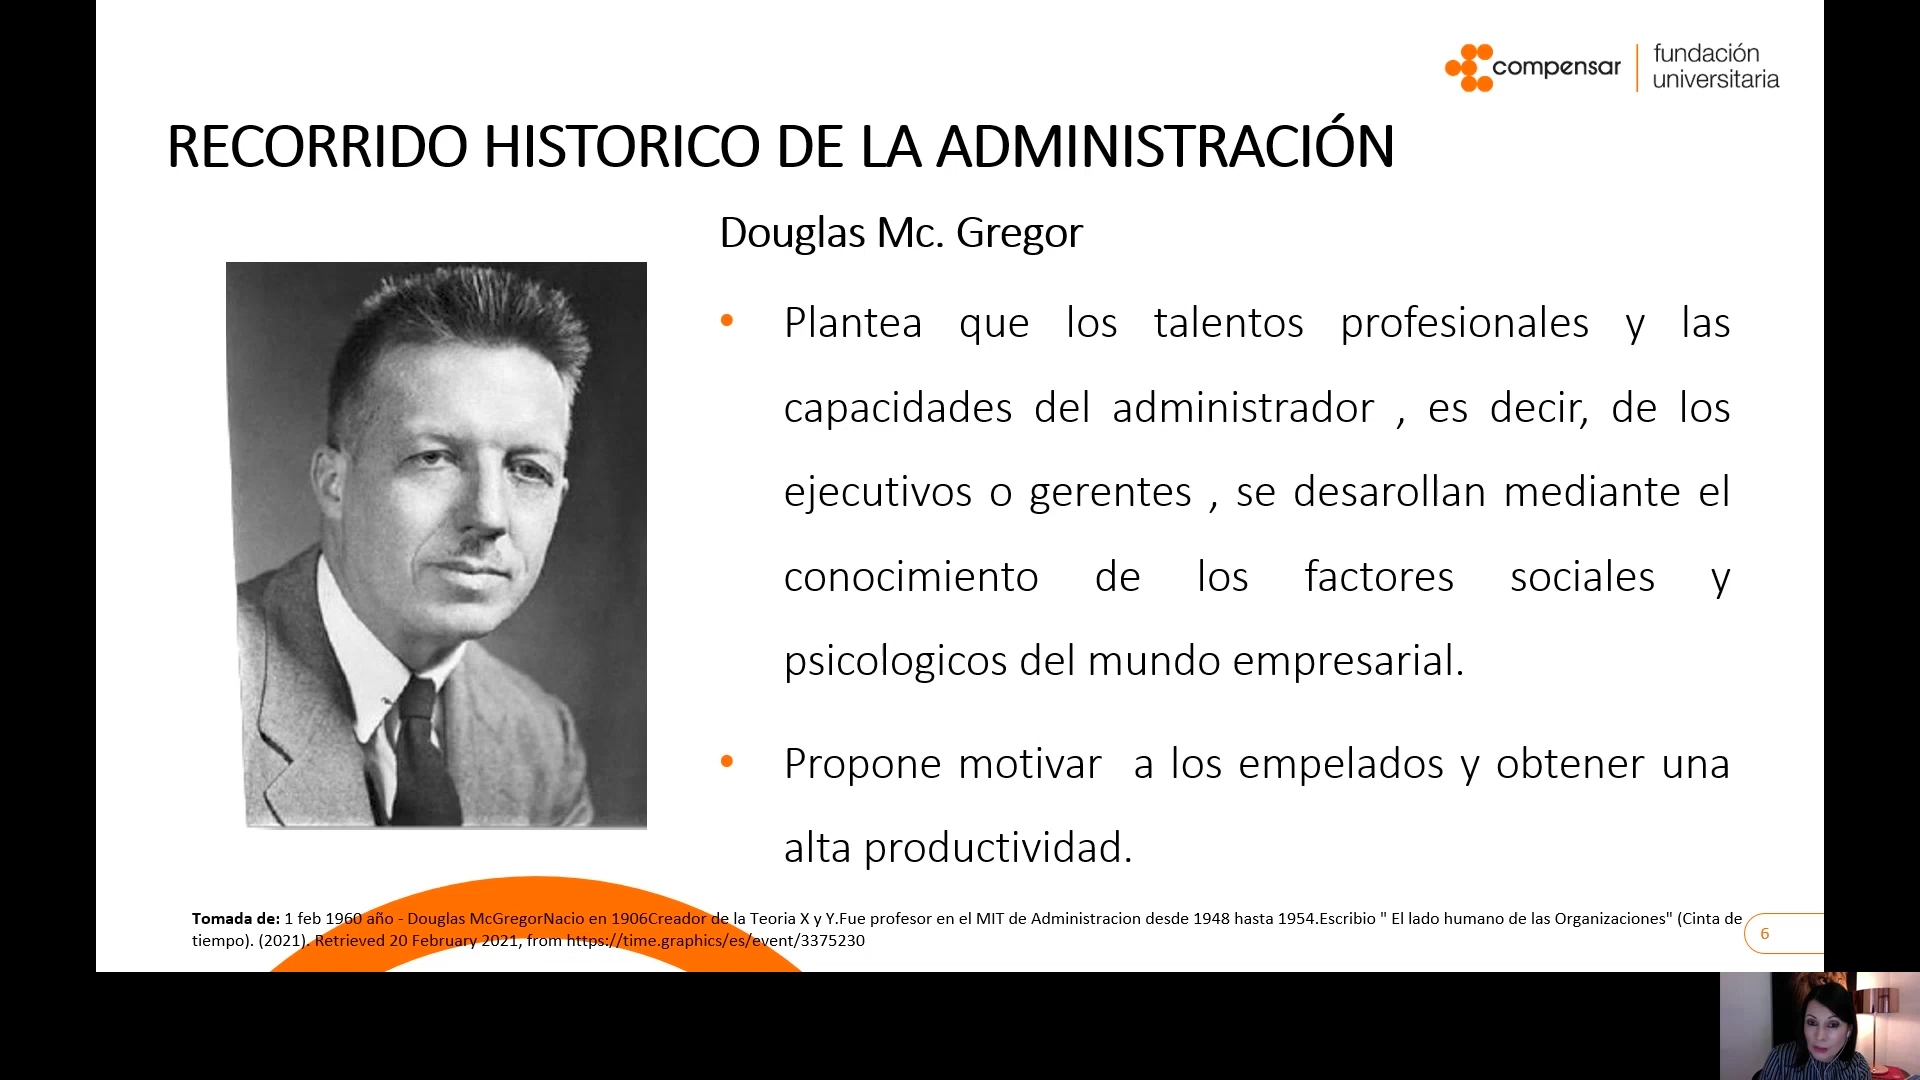 compensar
fundación
universitaria
RECORRIDO HISTORICO DE LA ADMINISTRACIÓN
Douglas Mc. Gregor
• Plantea que los talentos profesionales y las
capacidades del administrador , es decir, de los
ejecutivos o gerentes , se desarollan mediante el
conocimiento de los factores sociales y
psicologicos del mundo empresarial.
• Propone motivar a los empelados y obtener una
alta productividad.
Tomada de: 1 feb 1960 año - Douglas McGregorNacio en 1906Creador de la Teoria X y Y.Fue profesor en el MIT de Administracion desde 1948 hasta 1954.Escribio " El lado humano de las Organizaciones" (Cinta de
tiempo). (2021). Retrieved 20 February 2021, from https://time.graphics/es/event/3375230
6